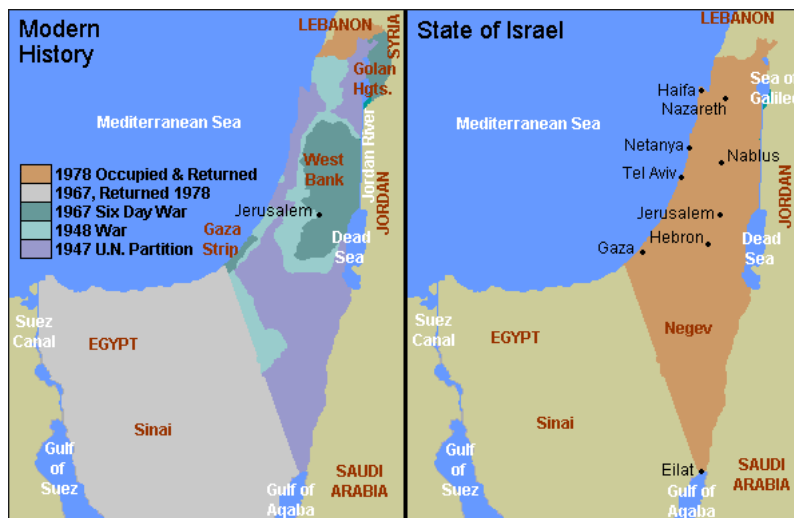 Modern
History
LEBANON
SYRIA
Golan
Hgts.
Mediterranean Sea
Jordan River
West
Bank
1978 Occupied & Returned
1967, Returned 1978
1967 Six Day War
1948 War
1947 U.N. Partition
Jerusalem
JORDAN
Gaza
Strip
Dead
Sea
Suez
Canal
EGYPT
Sinai
Gulf
of
Suez
SAUDI
ARABIA
Gulf of
Aqaba
State of Israel
LEBANON
Sea of
Galilee
Haifa
Nazareth
Mediterranean Sea
Netanya
Nablus
Tel Aviv
JORDAN
Jerusalem
Hebron
Gaza
Dead
Sea
Suez
Canal
EGYPT
Negev
Sinai
Gulf
of
Suez
Eilat
SAUDI
ARABIA
Gulf of
Aqaba